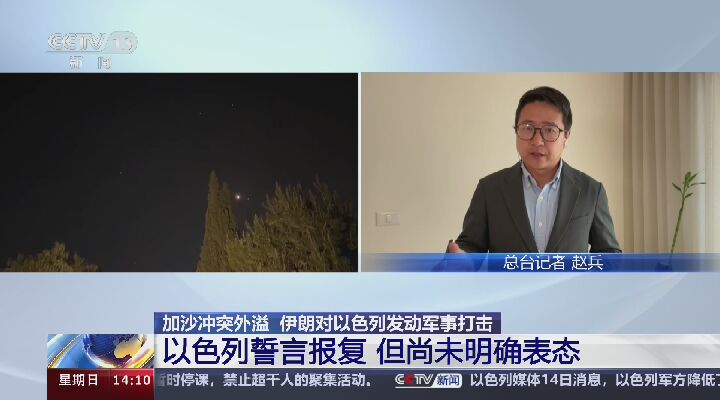 CCTV 13
新闻
总台记者 赵兵
加沙冲突外溢 伊朗对以色列发动军事打击
以色列誓言报复 但尚未明确表态
星期日 14:10 暂时停课，禁止超千人的聚集活动。 CCTV 新闻 以色列媒体14日消息，以色列军方降低了